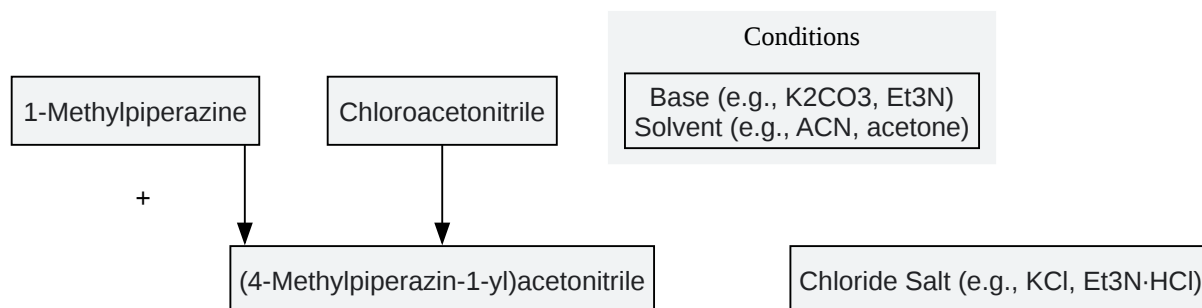 Conditions
1-Methylpiperazine
Chloroacetonitrile
Base (e.g., K2CO3, Et3N)
Solvent (e.g., ACN, acetone)
+
(4-Methylpiperazin-1-yl)acetonitrile
Chloride Salt (e.g., KCl, Et3N·HCl)